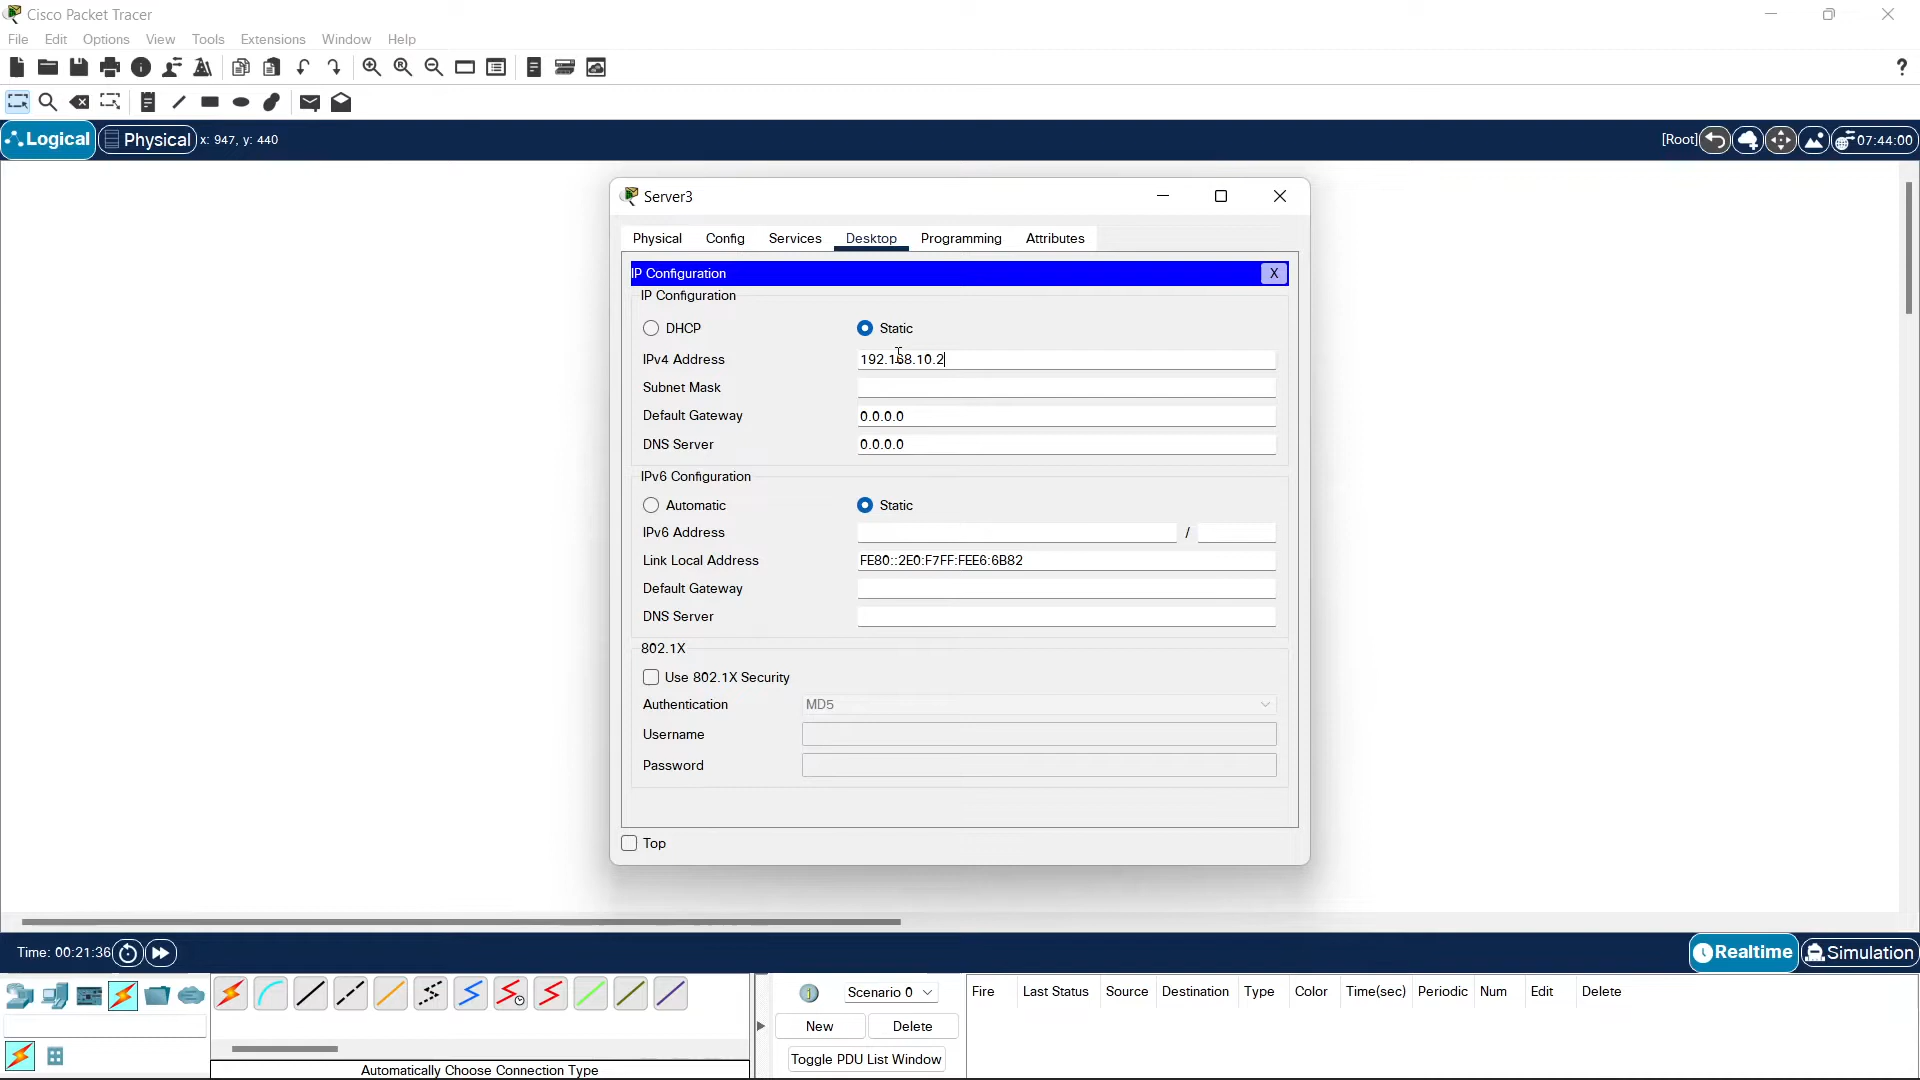 Cisco Packet Tracer
File Edit Options View Tools Extensions Window Help
?
Logical Physical x: 947, y: 440 [Root] 07:44:00
Server3
Physical Config Services Desktop Programming Attributes
IP Configuration X
IP Configuration
DHCP Static
IPv4 Address 192.168.10.2
Subnet Mask
Default Gateway 0.0.0.0
DNS Server 0.0.0.0
IPv6 Configuration
Automatic Static
IPv6 Address /
Link Local Address FE80::2E0:F7FF:FEE6:6B82
Default Gateway
DNS Server
802.1X
Use 802.1X Security
Authentication MD5
Username
Password
Top
Time: 00:21:36 Realtime Simulation
Scenario 0 Fire Last Status Source Destination Type Color Time(sec) Periodic Num Edit Delete
New Delete
Toggle PDU List Window
Automatically Choose Connection Type